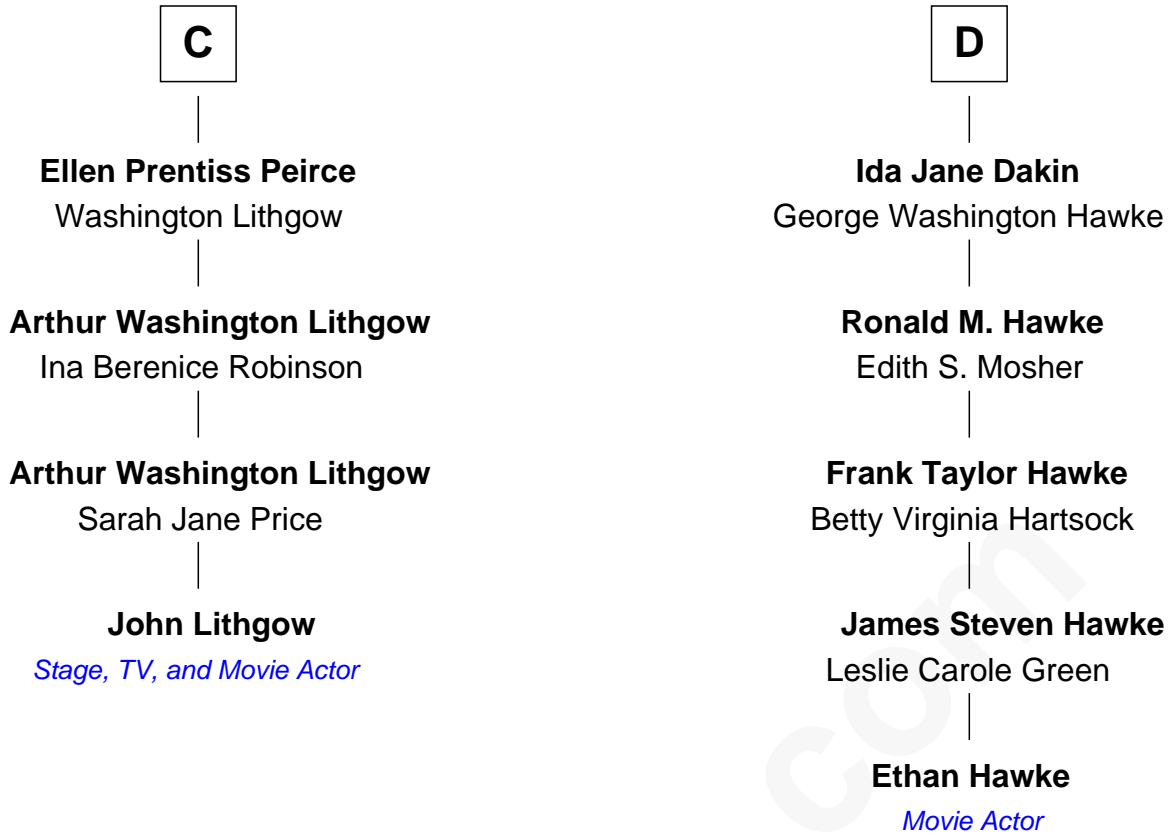 C
Ellen Prentiss Peirce
Washington Lithgow
Arthur Washington Lithgow
Ina Berenice Robinson
Arthur Washington Lithgow
Sarah Jane Price
John Lithgow
Stage, TV, and Movie Actor
D
Ida Jane Dakin
George Washington Hawke
Ronald M. Hawke
Edith S. Mosher
Frank Taylor Hawke
Betty Virginia Hartsock
James Steven Hawke
Leslie Carole Green
Ethan Hawke
Movie Actor
com